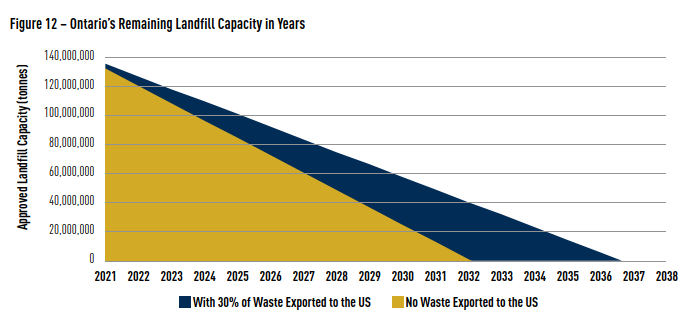 Figure 12 – Ontario's Remaining Landfill Capacity in Years
Approved Landfill Capacity (tonnes)
140,000,000
120,000,000
100,000,000
80,000,000
60,000,000
40,000,000
20,000,000
0
2021 2022 2023 2024 2025 2026 2027 2028 2029 2030 2031 2032 2033 2034 2035 2036 2037 2038
With 30% of Waste Exported to the US No Waste Exported to the US